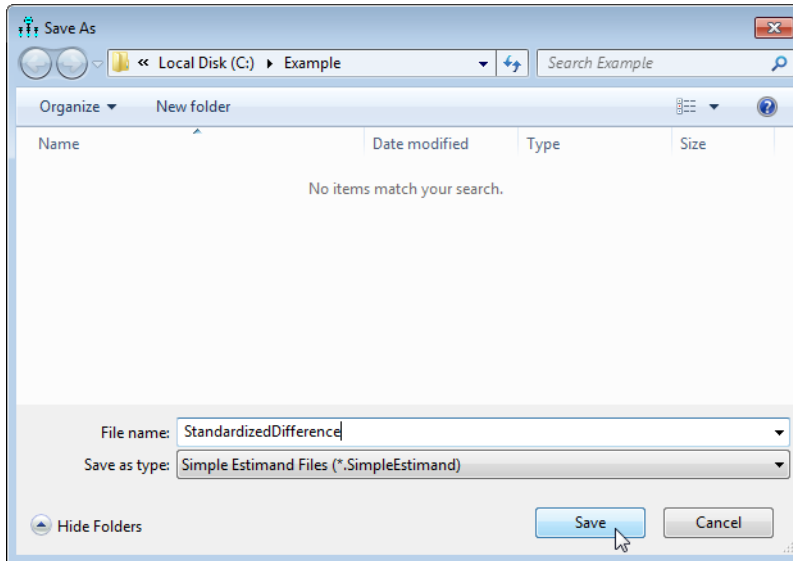 Save As
« Local Disk (C:) ▸ Example
Search Example
Organize ▾ New folder
Name Date modified Type Size
No items match your search.
File name: StandardizedDifference
Save as type: Simple Estimand Files (*.SimpleEstimand)
Hide Folders Save Cancel